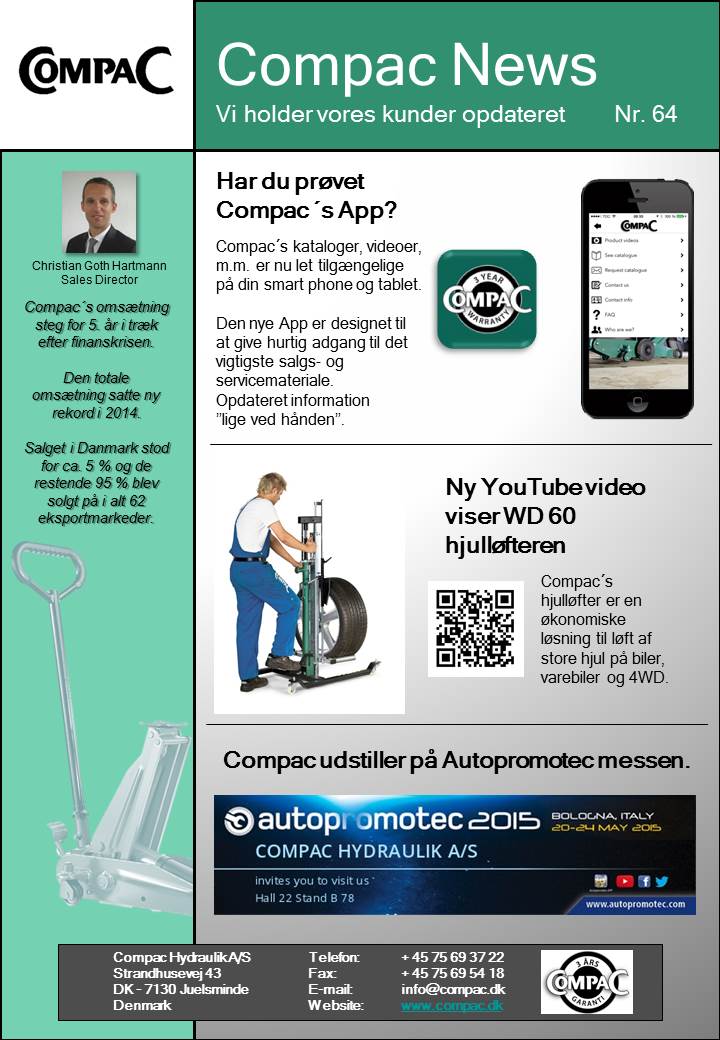 COMPAC
Compac News
Vi holder vores kunder opdateret Nr. 64
Christian Goth Hartmann
Sales Director
Compac´s omsætning
steg for 5. år i træk
efter finanskrisen.
Den totale
omsætning satte ny
rekord i 2014.
Salget i Danmark stod
for ca. 5 % og de
restende 95 % blev
solgt på i alt 62
eksportmarkeder.
Har du prøvet
Compac´s App?
Compac´s kataloger, videoer,
m.m. er nu let tilgængelige
på din smart phone og tablet.
Den nye App er designet til
at give hurtig adgang til det
vigtigste salgs- og
servicemateriale.
Opdateret information
”lige ved hånden”.
3 YEAR
COMPAC
WARRANTY
COMPAC
Product videos
See catalogue
Request catalogue
Contact us
Contact info
FAQ
Who are we?
Ny YouTube video
viser WD 60
hjulløfteren
Compac´s
hjulløfter er en
økonomiske
løsning til løft af
store hjul på biler,
varebiler og 4WD.
Compac udstiller på Autopromotec messen.
autopromotec 2015
BOLOGNA, ITALY
20-24 MAY 2015
COMPAC HYDRAULIK A/S
invites you to visit us
Hall 22 Stand B 78
www.autopromotec.com
Compac Hydraulik A/S Telefon: + 45 75 69 37 22
Strandhusevej 43 Fax: + 45 75 69 54 18
DK - 7130 Juelsminde E-mail: info@compac.dk
Denmark Website: www.compac.dk
3 ÅRS
COMPAC
GARANTI